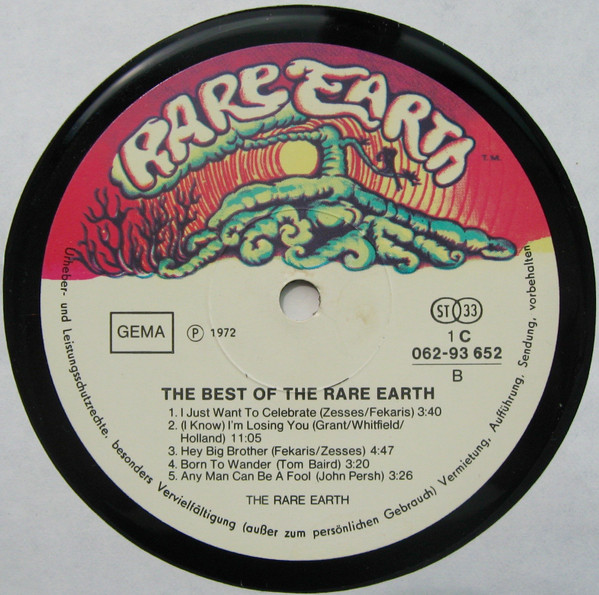 RARE EARTH
T.M.
GEMA
Ⓟ 1972
ST 33
1 C
062-93 652
B
THE BEST OF THE RARE EARTH
1. I Just Want To Celebrate (Zesses/Fekaris) 3:40
2. (I Know) I'm Losing You (Grant/Whitfield/
Holland) 11:05
3. Hey Big Brother (Fekaris/Zesses) 4:47
4. Born To Wander (Tom Baird) 3:20
5. Any Man Can Be A Fool (John Persh) 3:26
THE RARE EARTH
Urheber- und Leistungsschutzrechte, besonders Vervielfältigung (außer zum persönlichen Gebrauch) Vermietung, Aufführung, Sendung, vorbehalten